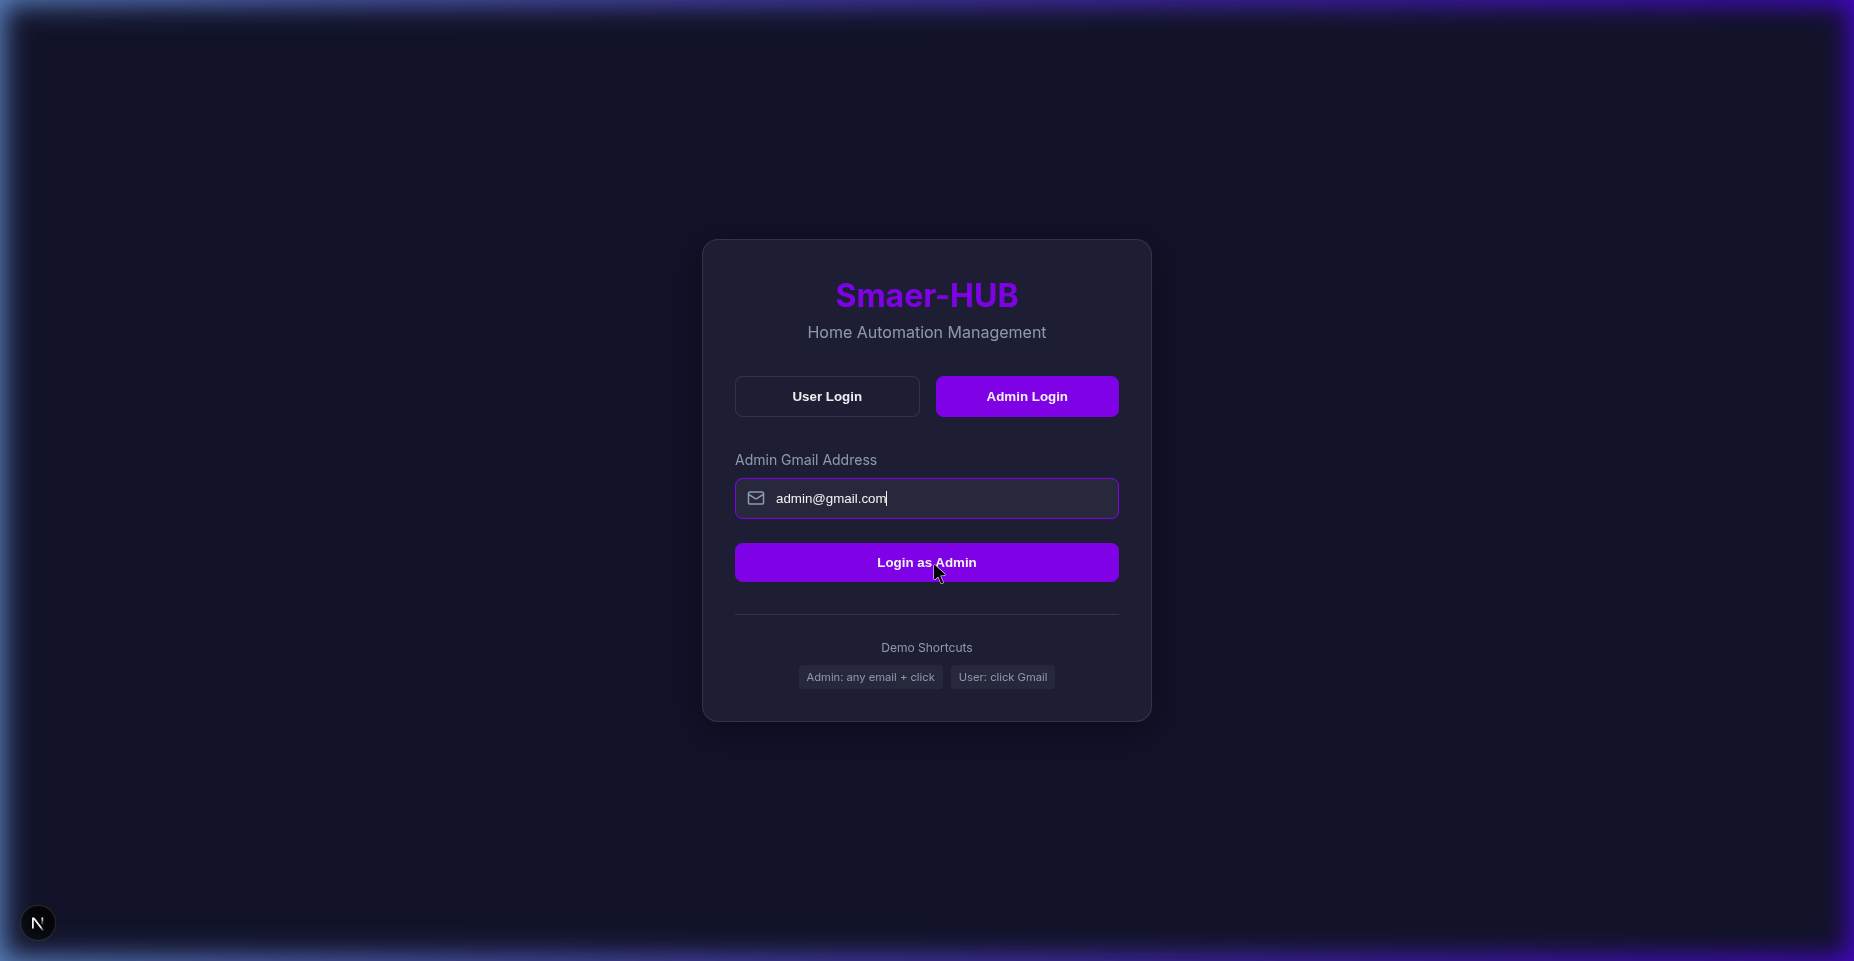 Smaer-HUB
Home Automation Management
User Login
Admin Login
Admin Gmail Address
admin@gmail.com
Login as Admin
Demo Shortcuts
Admin: any email + click
User: click Gmail
N